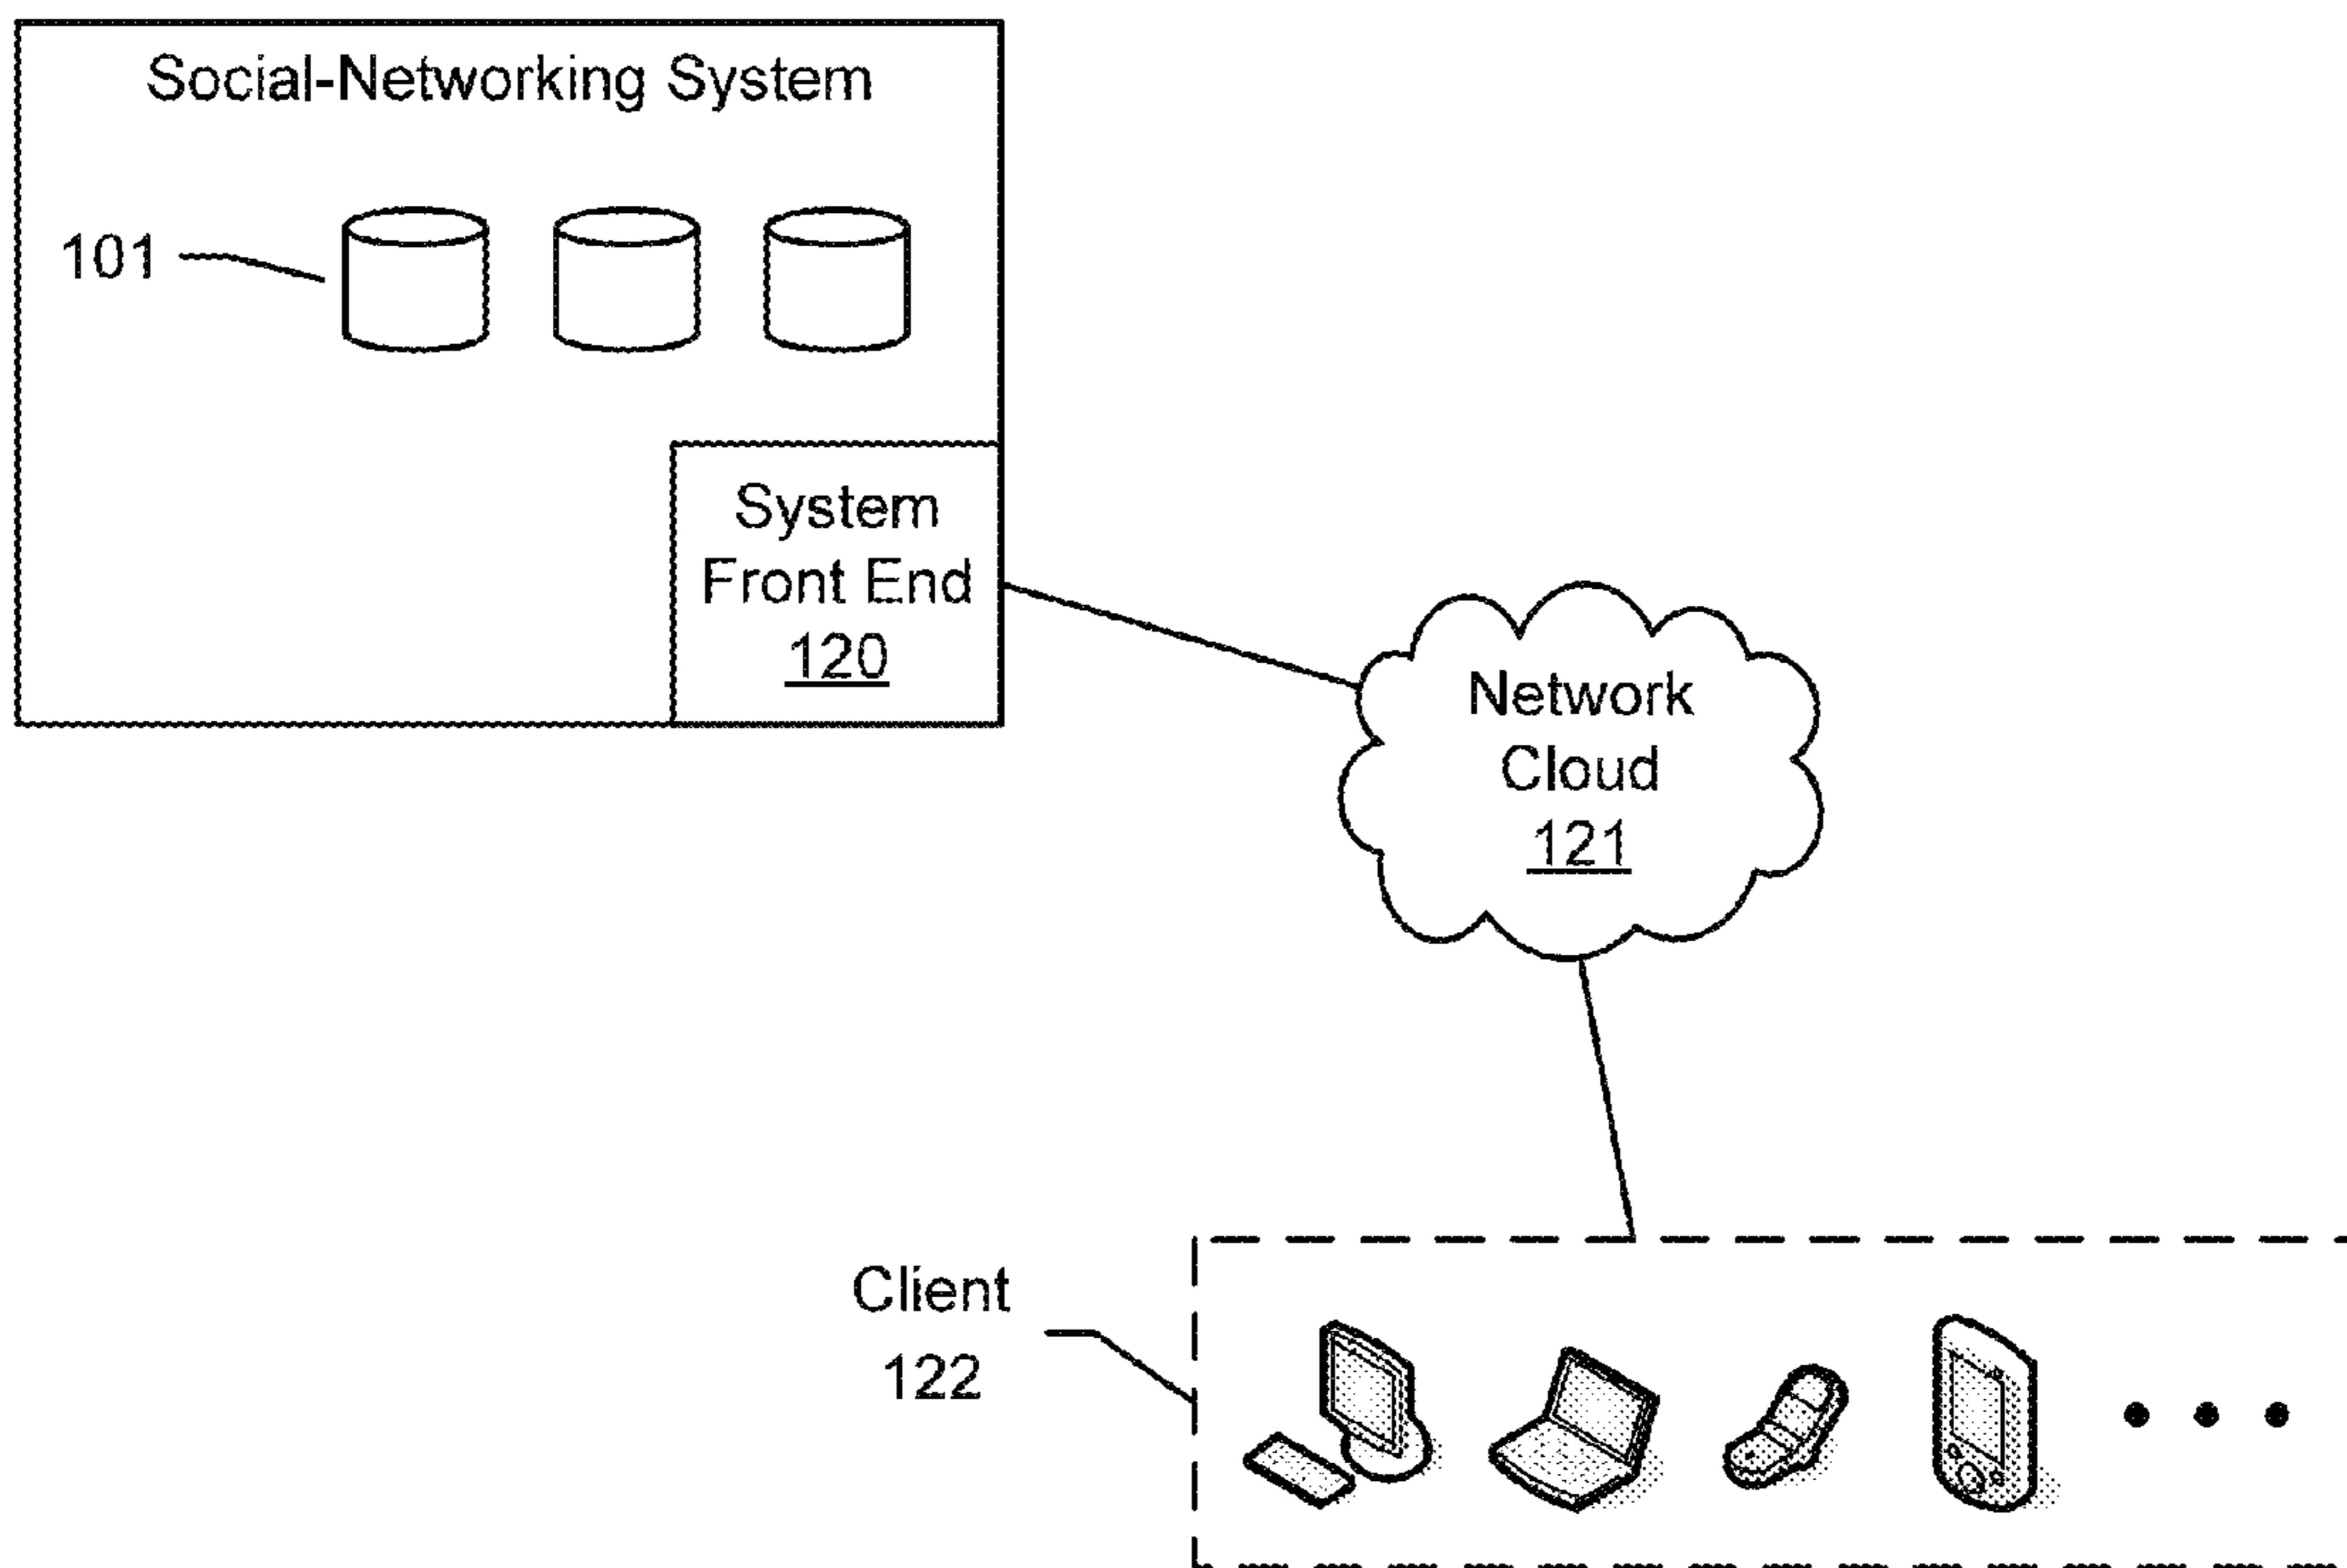 Social-Networking System
101
System
Front End
120
Network
Cloud
121
Client
122